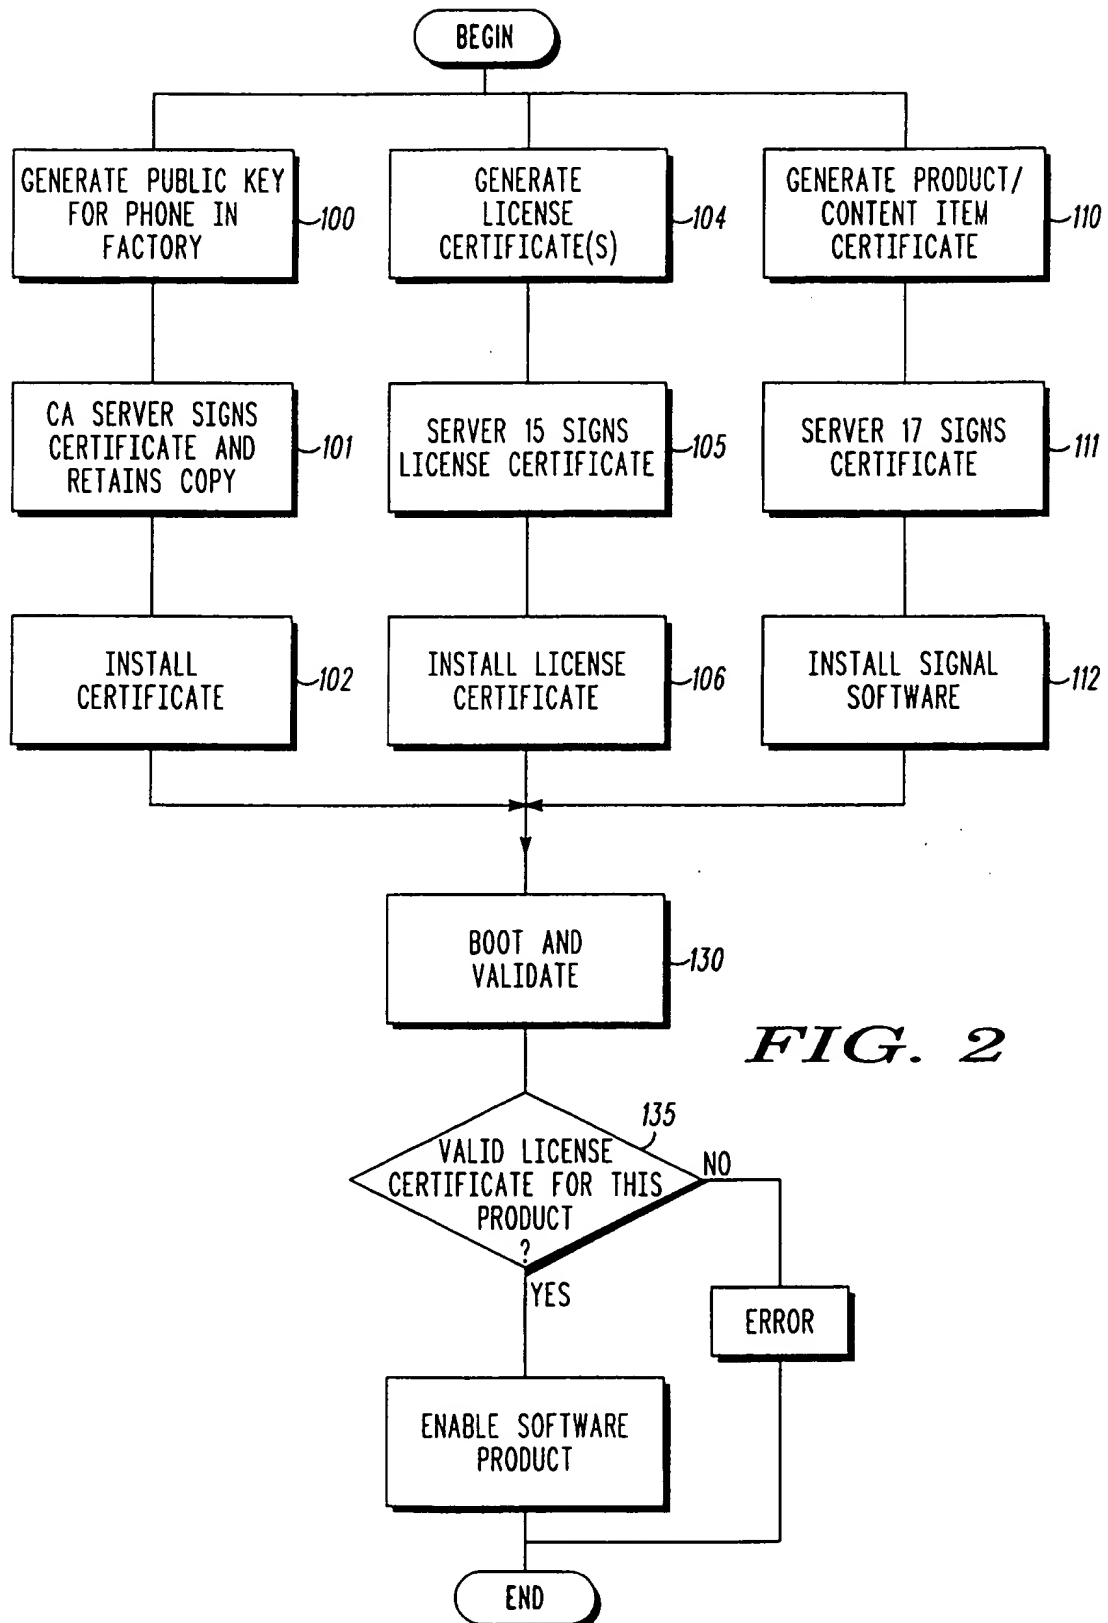 BEGIN
GENERATE PUBLIC KEY
FOR PHONE IN
FACTORY
100
GENERATE
LICENSE
CERTIFICATE(S)
104
GENERATE PRODUCT/
CONTENT ITEM
CERTIFICATE
110
CA SERVER SIGNS
CERTIFICATE AND
RETAINS COPY
101
SERVER 15 SIGNS
LICENSE CERTIFICATE
105
SERVER 17 SIGNS
CERTIFICATE
111
INSTALL
CERTIFICATE
102
INSTALL LICENSE
CERTIFICATE
106
INSTALL SIGNAL
SOFTWARE
112
BOOT AND
VALIDATE
130
FIG. 2
135
VALID LICENSE
CERTIFICATE FOR THIS
PRODUCT
?
NO
YES
ERROR
ENABLE SOFTWARE
PRODUCT
END